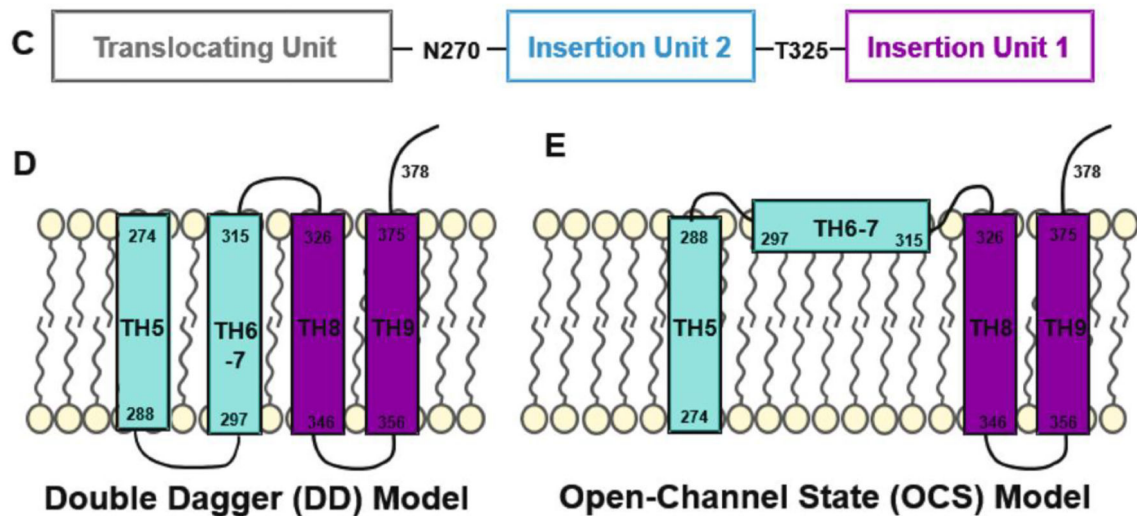 C Translating Unit N270 Insertion Unit 2 T325 Insertion Unit 1
D
378
274 315 326 375
TH5 TH6
-7 TH8 TH9
288 297 346 356
Double Dagger (DD) Model
E
378
288 297 TH6-7 315 326 375
TH5 TH8 TH9
274 346 356
Open-Channel State (OCS) Model